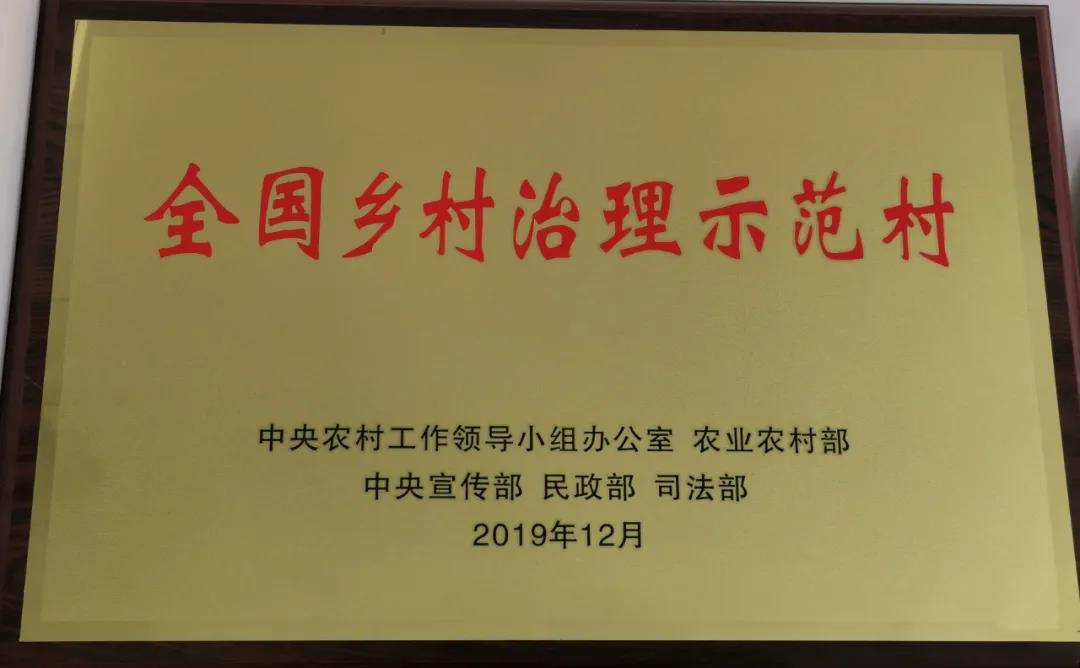 全国乡村治理示范村
中央农村工作领导小组办公室 农业农村部
中央宣传部 民政部 司法部
2019年12月